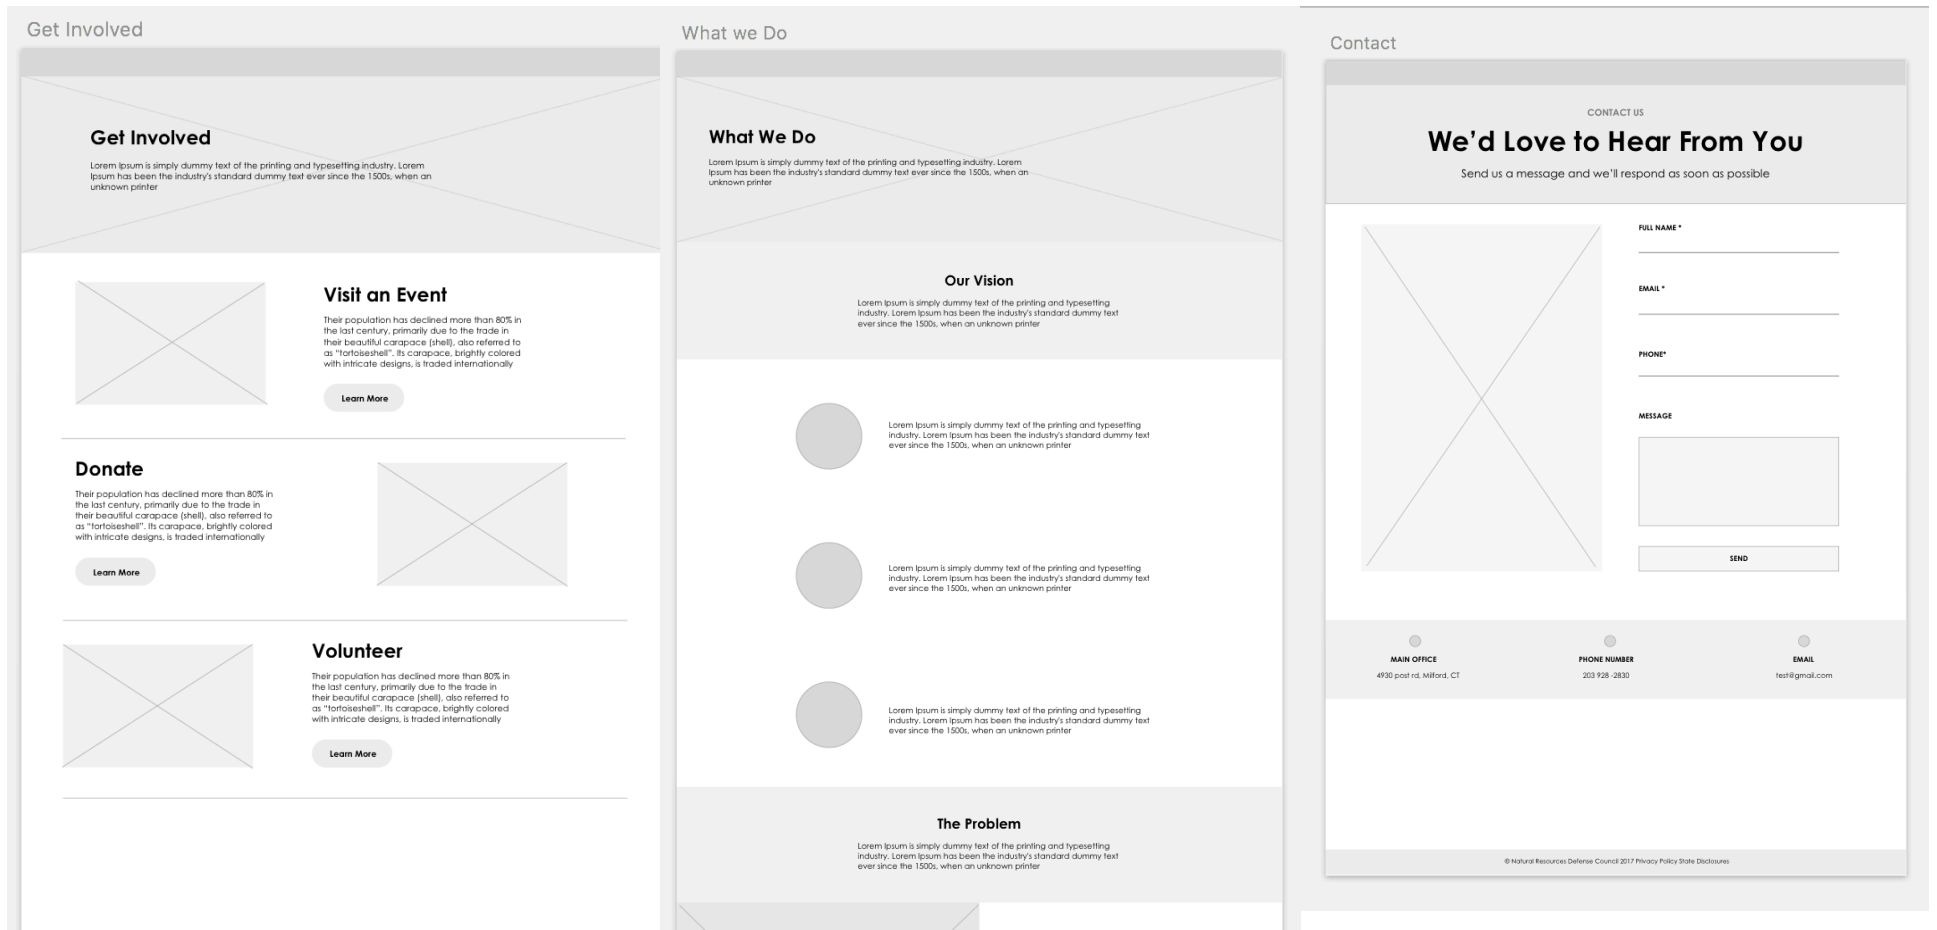 Get Involved
Get Involved
Lorem Ipsum is simply dummy text of the printing and typesetting industry. Lorem
Ipsum has been the industry's standard dummy text ever since the 1500s, when an
unknown printer
Visit an Event
Their population has declined more than 80% in
the last century, primarily due to the trade in
their beautiful carapace (shell), also referred to
as “tortoiseshell”. Its carapace, brightly colored
with intricate designs, is traded internationally
Learn More
Donate
Their population has declined more than 80% in
the last century, primarily due to the trade in
their beautiful carapace (shell), also referred to
as “tortoiseshell”. Its carapace, brightly colored
with intricate designs, is traded internationally
Learn More
Volunteer
Their population has declined more than 80% in
the last century, primarily due to the trade in
their beautiful carapace (shell), also referred to
as “tortoiseshell”. Its carapace, brightly colored
with intricate designs, is traded internationally
Learn More
What we Do
What We Do
Lorem Ipsum is simply dummy text of the printing and typesetting industry. Lorem
Ipsum has been the industry's standard dummy text ever since the 1500s, when an
unknown printer
Our Vision
Lorem Ipsum is simply dummy text of the printing and typesetting
industry. Lorem Ipsum has been the industry's standard dummy text
ever since the 1500s, when an unknown printer
Lorem Ipsum is simply dummy text of the printing and typesetting
industry. Lorem Ipsum has been the industry's standard dummy text
ever since the 1500s, when an unknown printer
Lorem Ipsum is simply dummy text of the printing and typesetting
industry. Lorem Ipsum has been the industry's standard dummy text
ever since the 1500s, when an unknown printer
Lorem Ipsum is simply dummy text of the printing and typesetting
industry. Lorem Ipsum has been the industry's standard dummy text
ever since the 1500s, when an unknown printer
The Problem
Lorem Ipsum is simply dummy text of the printing and typesetting
industry. Lorem Ipsum has been the industry's standard dummy text
ever since the 1500s, when an unknown printer
Contact
CONTACT US
We’d Love to Hear From You
Send us a message and we’ll respond as soon as possible
FULL NAME *
EMAIL *
PHONE*
MESSAGE
SEND
MAIN OFFICE
4930 post rd, Milford, CT
PHONE NUMBER
203 928 -2830
EMAIL
test@gmail.com
© Natural Resources Defense Council 2017 Privacy Policy State Disclosures